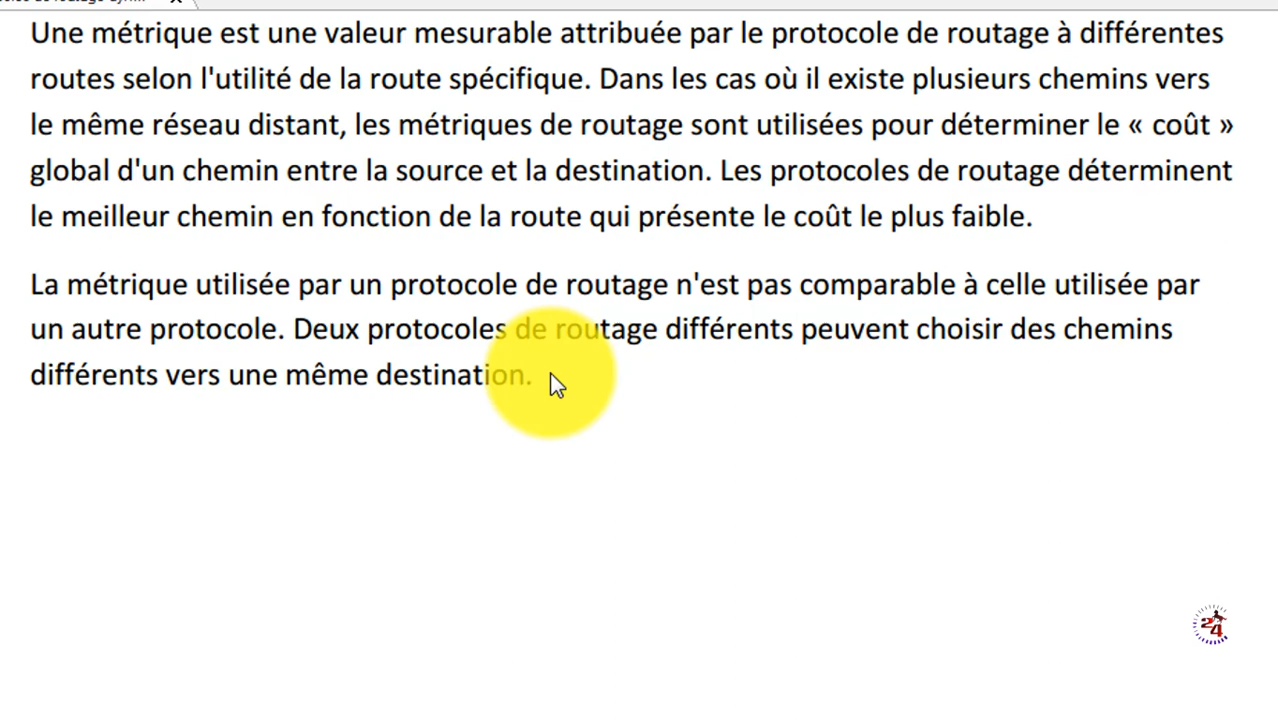 Une métrique est une valeur mesurable attribuée par le protocole de routage à différentes
routes selon l'utilité de la route spécifique. Dans les cas où il existe plusieurs chemins vers
le même réseau distant, les métriques de routage sont utilisées pour déterminer le « coût »
global d'un chemin entre la source et la destination. Les protocoles de routage déterminent
le meilleur chemin en fonction de la route qui présente le coût le plus faible.
La métrique utilisée par un protocole de routage n'est pas comparable à celle utilisée par
un autre protocole. Deux protocoles de routage différents peuvent choisir des chemins
différents vers une même destination.
24